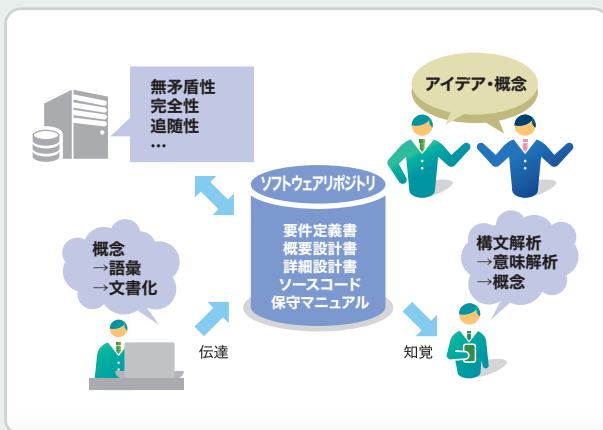 無矛盾性
完全性
追随性
...
アイデア・概念
ソフトウェアリポジトリ
要件定義書
概要設計書
詳細設計書
ソースコード
保守マニュアル
概念
→語彙
→文書化
構文解析
→意味解析
→概念
伝達
知覚